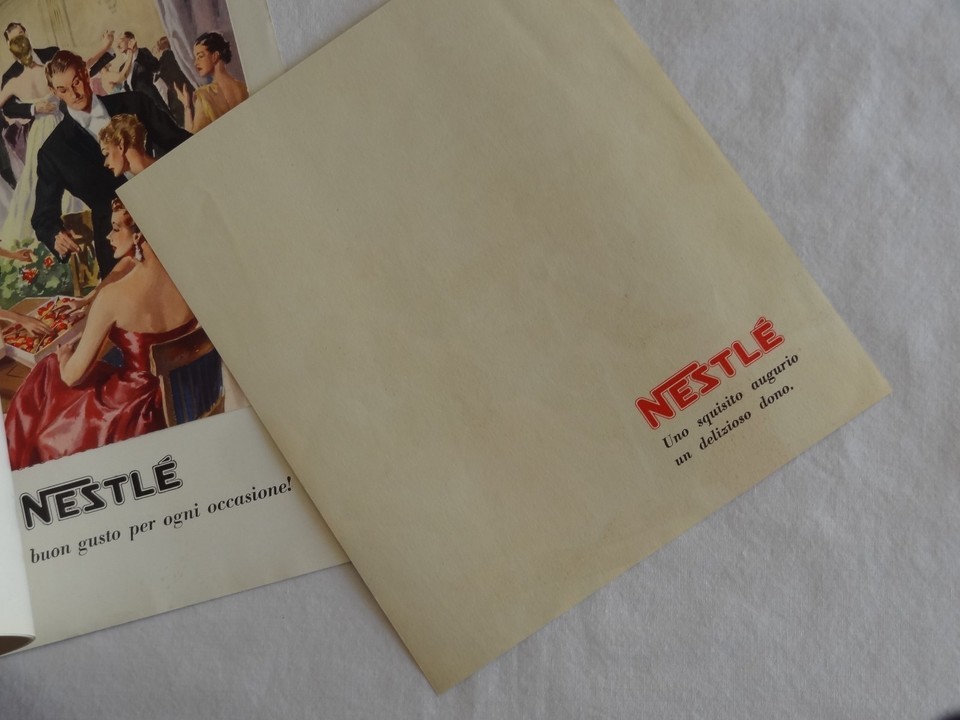 NESTLÉ
buon gusto per ogni occasione!
NESTLÉ
Uno squisito augurio
un delizioso dono.